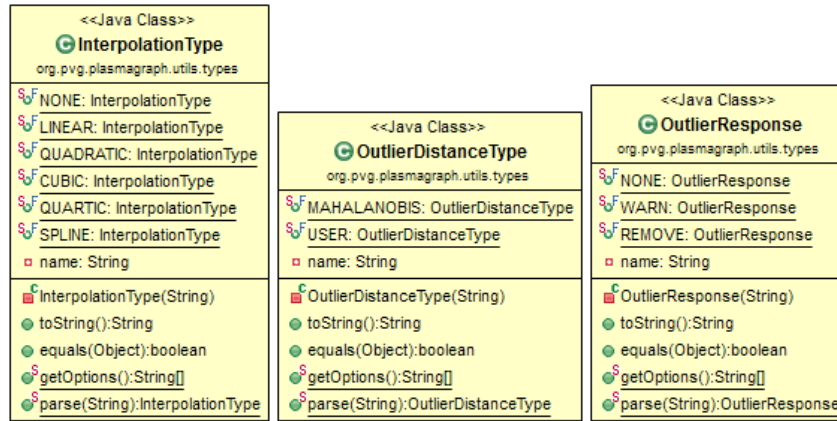 <<Java Class>>
InterpolationType
org.pvg.plasmagraph.utils.types
NONE: InterpolationType
LINEAR: InterpolationType
QUADRATIC: InterpolationType
CUBIC: InterpolationType
QUARTIC: InterpolationType
SPLINE: InterpolationType
name: String
InterpolationType(String)
toString():String
equals(Object):boolean
getOptions():String[]
parse(String):InterpolationType
<<Java Class>>
OutlierDistanceType
org.pvg.plasmagraph.utils.types
MAHALANOBIS: OutlierDistanceType
USER: OutlierDistanceType
name: String
OutlierDistanceType(String)
toString():String
equals(Object):boolean
getOptions():String[]
parse(String):OutlierDistanceType
<<Java Class>>
OutlierResponse
org.pvg.plasmagraph.utils.types
NONE: OutlierResponse
WARN: OutlierResponse
REMOVE: OutlierResponse
name: String
OutlierResponse(String)
toString():String
equals(Object):boolean
getOptions():String[]
parse(String):OutlierResponse